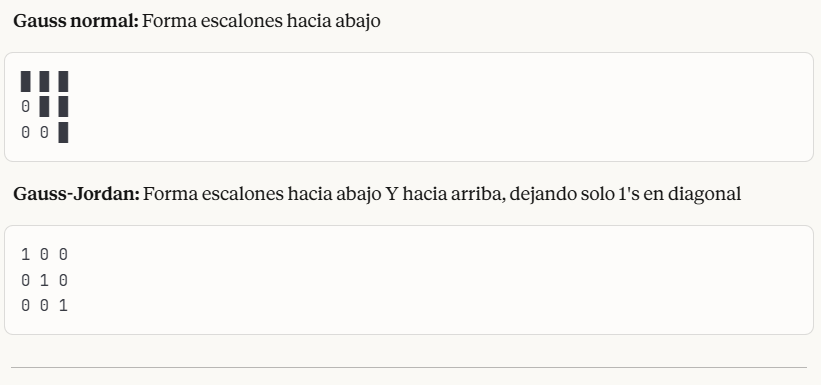 Gauss normal: Forma escalones hacia abajo
█ █ █
0 █ █
0 0 █
Gauss-Jordan: Forma escalones hacia abajo Y hacia arriba, dejando solo 1's en diagonal
1 0 0
0 1 0
0 0 1